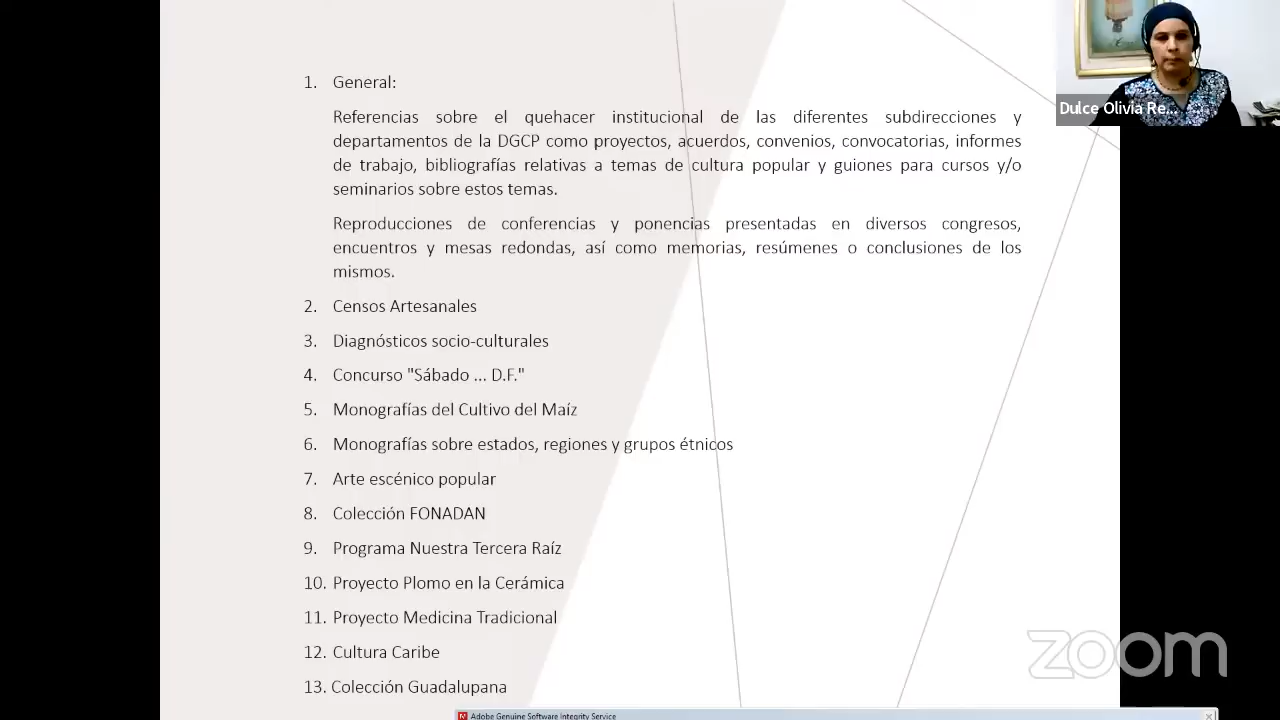 1. General:
Referencias sobre el quehacer institucional de las diferentes subdirecciones y
departamentos de la DGCP como proyectos, acuerdos, convenios, convocatorias, informes
de trabajo, bibliografías relativas a temas de cultura popular y guiones para cursos y/o
seminarios sobre estos temas.
Reproducciones de conferencias y ponencias presentadas en diversos congresos,
encuentros y mesas redondas, así como memorias, resúmenes o conclusiones de los
mismos.
2. Censos Artesanales
3. Diagnósticos socio-culturales
4. Concurso "Sábado ... D.F."
5. Monografías del Cultivo del Maíz
6. Monografías sobre estados, regiones y grupos étnicos
7. Arte escénico popular
8. Colección FONADAN
9. Programa Nuestra Tercera Raíz
10. Proyecto Plomo en la Cerámica
11. Proyecto Medicina Tradicional
12. Cultura Caribe
13. Colección Guadalupana
Dulce Olivia Re...
zoom
Adobe Genuine Software Integrity Service